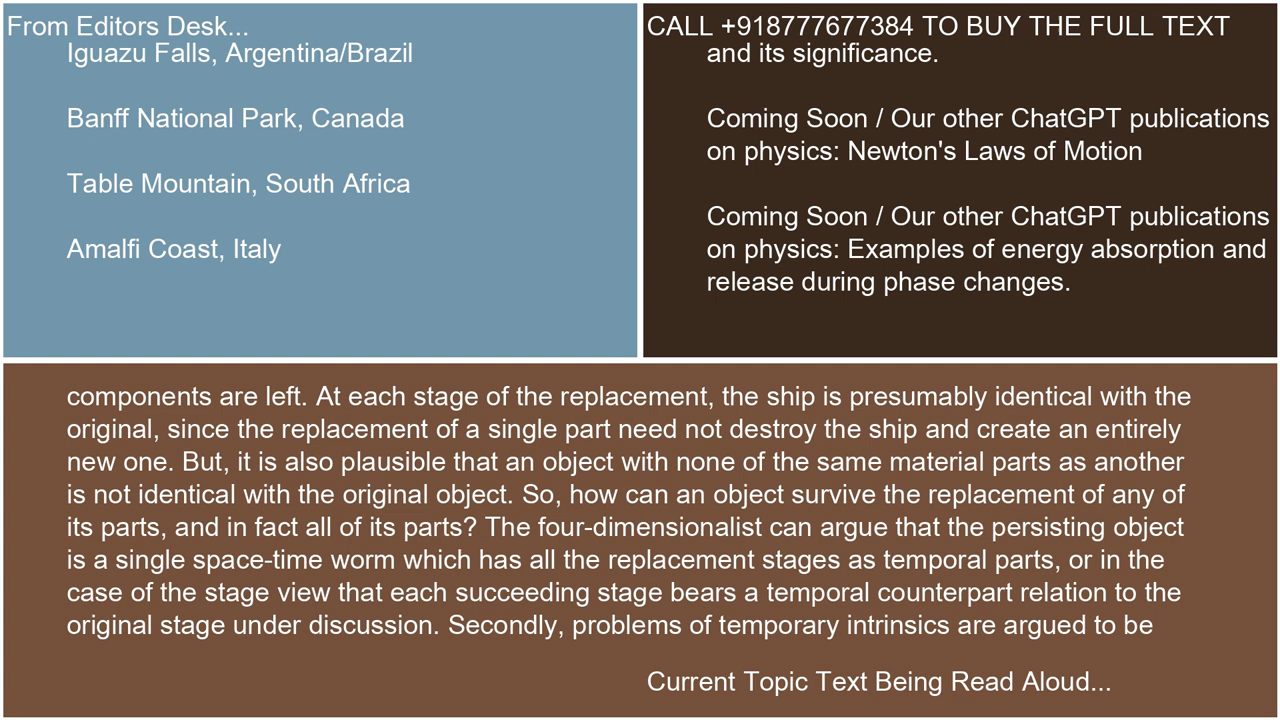 From Editors Desk...
Iguazu Falls, Argentina/Brazil
Banff National Park, Canada
Table Mountain, South Africa
Amalfi Coast, Italy
CALL +918777677384 TO BUY THE FULL TEXT
and its significance.
Coming Soon / Our other ChatGPT publications
on physics: Newton's Laws of Motion
Coming Soon / Our other ChatGPT publications
on physics: Examples of energy absorption and
release during phase changes.
components are left. At each stage of the replacement, the ship is presumably identical with the
original, since the replacement of a single part need not destroy the ship and create an entirely
new one. But, it is also plausible that an object with none of the same material parts as another
is not identical with the original object. So, how can an object survive the replacement of any of
its parts, and in fact all of its parts? The four-dimensionalist can argue that the persisting object
is a single space-time worm which has all the replacement stages as temporal parts, or in the
case of the stage view that each succeeding stage bears a temporal counterpart relation to the
original stage under discussion. Secondly, problems of temporary intrinsics are argued to be
Current Topic Text Being Read Aloud...